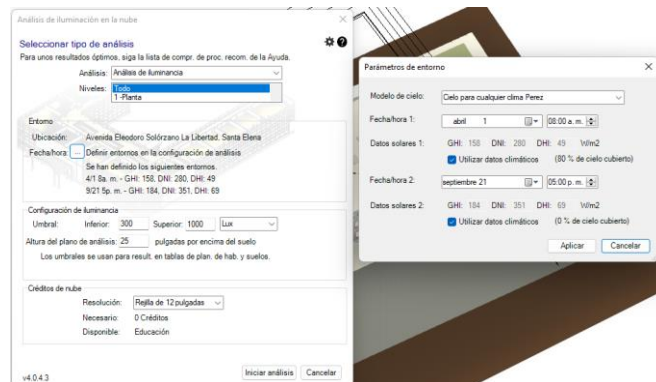 Análisis de iluminación en la nube
Seleccionar tipo de análisis
Para unos resultados óptimos, siga la lista de compr. de proc. recom. de la Ayuda.
Análisis: Análisis de iluminancia
Niveles: Todo
1 -Planta
Entorno
Ubicación: Avenida Eleodoro Solórzano La Libertad, Santa Elena
Fecha/hora: ... Definir entornos en la configuración de análisis
Se han definido los siguientes entornos.
4/1 8a. m. - GHI: 158, DNI: 280, DHI: 49
9/21 5p. m. - GHI: 184, DNI: 351, DHI: 69
Configuración de iluminancia
Umbral: Inferior: 300 Superior: 1000 Lux
Altura del plano de análisis: 25 pulgadas por encima del suelo
Los umbrales se usan para result. en tablas de plan. de hab. y suelos.
Créditos de nube
Resolución: Rejilla de 12 pulgadas
Necesario: 0 Créditos
Disponible: Educación
v4.0.4.3
Iniciar análisis Cancelar
Parámetros de entorno
Modelo de cielo: Cielo para cualquier clima Perez
Fecha/hora 1: abril 1 08:00 a. m.
Datos solares 1: GHI: 158 DNI: 280 DHI: 49 W/m2
Utilizar datos climáticos (80 % de cielo cubierto)
Fecha/hora 2: septiembre 21 05:00 p. m.
Datos solares 2: GHI: 184 DNI: 351 DHI: 69 W/m2
Utilizar datos climáticos (0 % de cielo cubierto)
Aplicar Cancelar